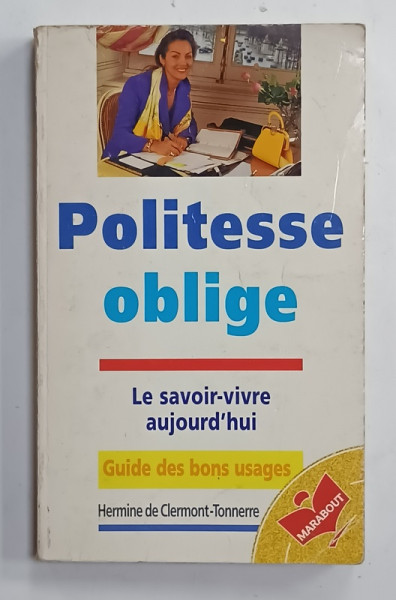 Politesse
oblige
Le savoir-vivre
aujourd'hui
Guide des bons usages
Hermine de Clermont-Tonnerre
MARABOUT